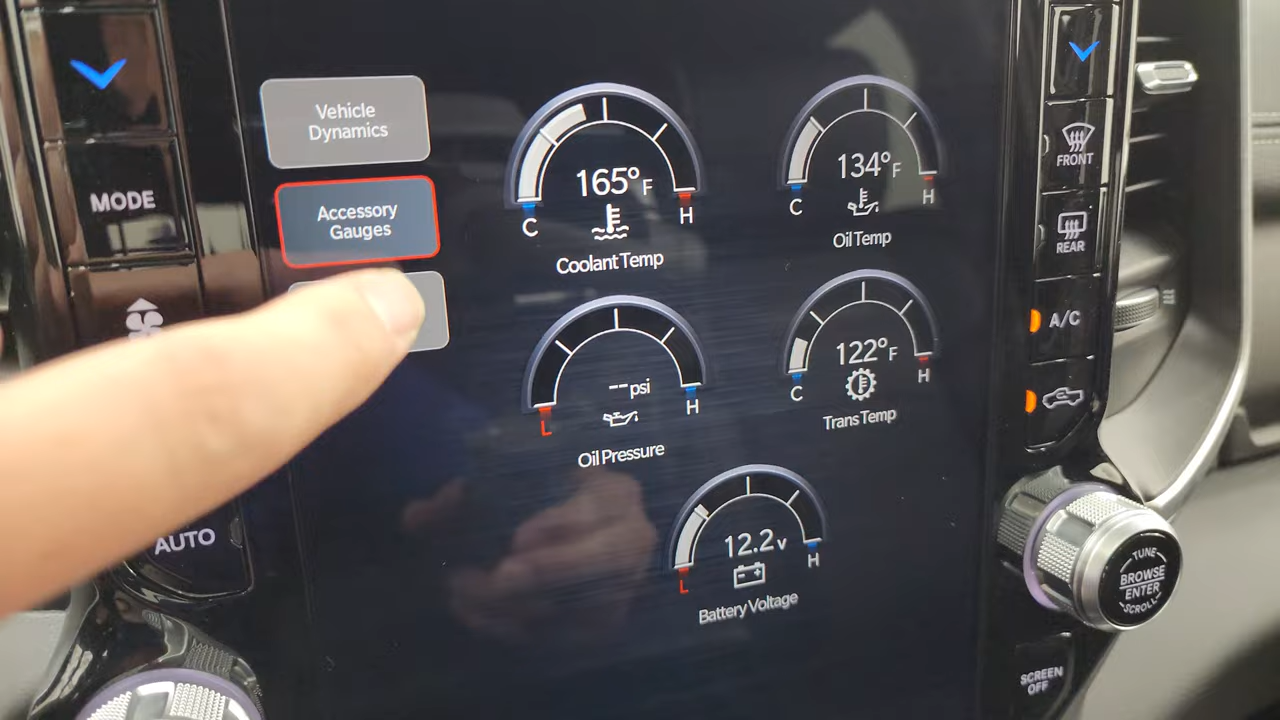 MODE
AUTO
Vehicle
Dynamics
Accessory
Gauges
165°F
C
H
Coolant Temp
134°F
C
H
Oil Temp
--psi
L
H
Oil Pressure
122°F
C
H
Trans Temp
12.2v
L
H
Battery Voltage
FRONT
REAR
A/C
TUNE
BROWSE
ENTER
SCROLL
SCREEN
OFF